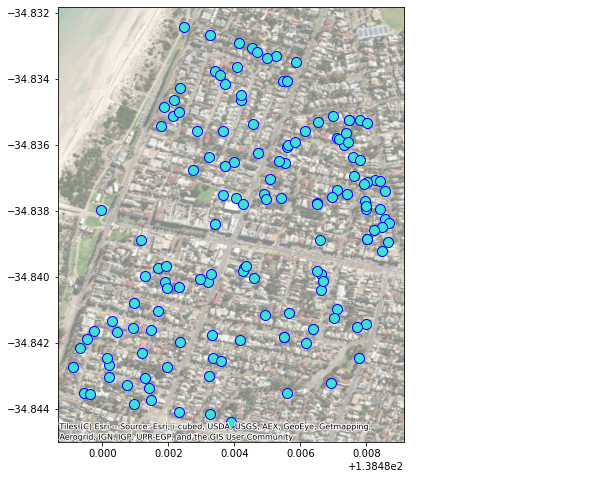 −34.832
−34.834
−34.836
−34.838
−34.840
−34.842
−34.844
Tiles (C) Esri -- Source: Esri, i-cubed, USDA, USGS, AEX, GeoEye, Getmapping,
Aerogrid, IGN, IGP, UPR-EGP, and the GIS User Community
0.000 0.002 0.004 0.006 0.008
+1.3848e2